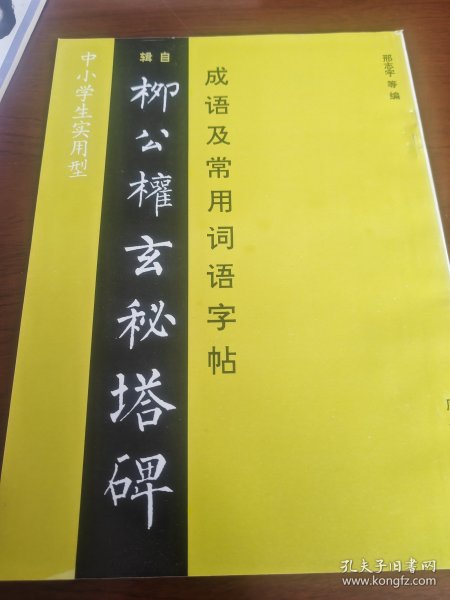 邢志宇 等 编
成语及常用词语字帖
辑自
柳公權玄秘塔碑
中小学生实用型
孔夫子旧书网
www.kongfz.com